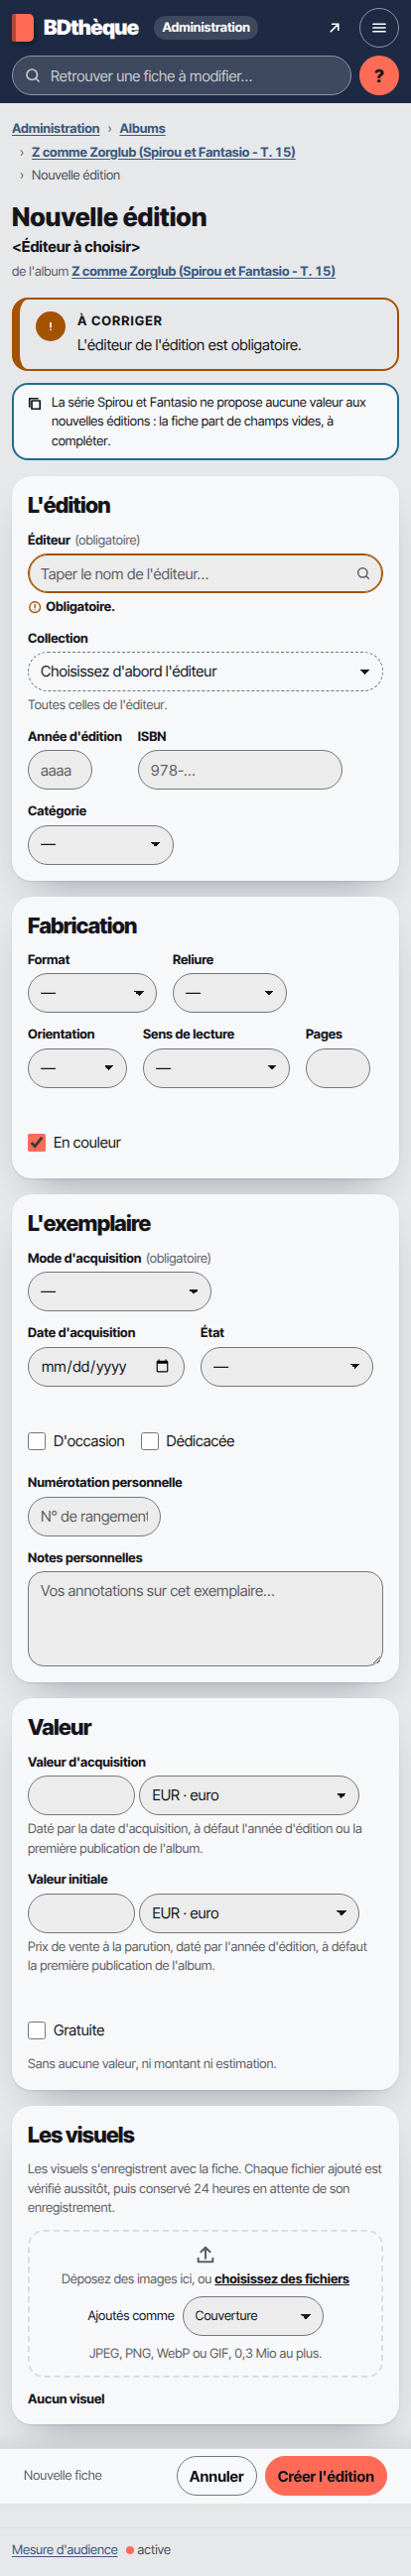 BDthèque Administration
Retrouver une fiche à modifier... ?
Administration › Albums
› Z comme Zorglub (Spirou et Fantasio - T. 15)
› Nouvelle édition
Nouvelle édition
<Éditeur à choisir>
de l'album Z comme Zorglub (Spirou et Fantasio - T. 15)
! À CORRIGER
L'éditeur de l'édition est obligatoire.
La série Spirou et Fantasio ne propose aucune valeur aux
nouvelles éditions : la fiche part de champs vides, à
compléter.
L'édition
Éditeur (obligatoire)
Taper le nom de l'éditeur...
Obligatoire.
Collection
Choisissez d'abord l'éditeur
Toutes celles de l'éditeur.
Année d'édition ISBN
aaaa 978-...
Catégorie
—
Fabrication
Format Reliure
— —
Orientation Sens de lecture Pages
— —
En couleur
L'exemplaire
Mode d'acquisition (obligatoire)
—
Date d'acquisition État
mm/dd/yyyy —
D'occasion Dédicacée
Numérotation personnelle
N° de rangement
Notes personnelles
Vos annotations sur cet exemplaire...
Valeur
Valeur d'acquisition
EUR · euro
Daté par la date d'acquisition, à défaut l'année d'édition ou la
première publication de l'album.
Valeur initiale
EUR · euro
Prix de vente à la parution, daté par l'année d'édition, à défaut
la première publication de l'album.
Gratuite
Sans aucune valeur, ni montant ni estimation.
Les visuels
Les visuels s'enregistrent avec la fiche. Chaque fichier ajouté est
vérifié aussitôt, puis conservé 24 heures en attente de son
enregistrement.
Déposez des images ici, ou choisissez des fichiers
Ajoutés comme Couverture
JPEG, PNG, WebP ou GIF, 0,3 Mio au plus.
Aucun visuel
Nouvelle fiche Annuler Créer l'édition
Mesure d'audience active